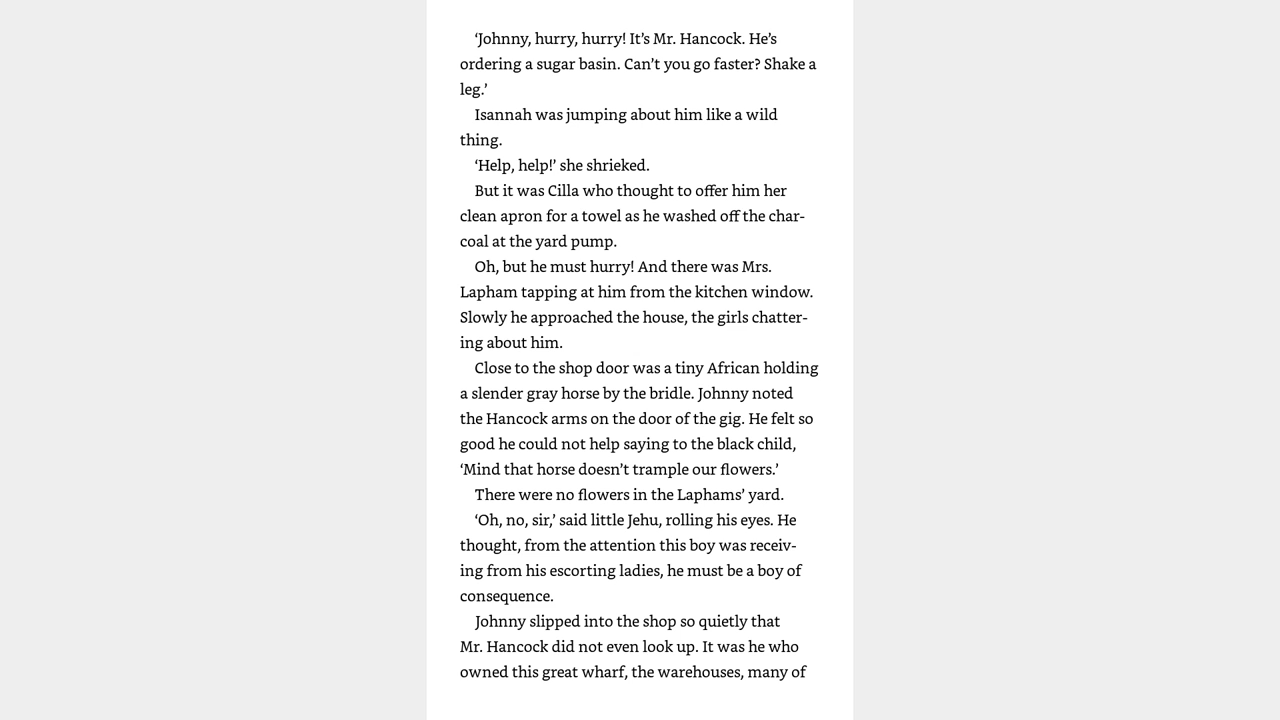 ‘Johnny, hurry, hurry! It’s Mr. Hancock. He’s
ordering a sugar basin. Can’t you go faster? Shake a
leg.’
Isannah was jumping about him like a wild
thing.
‘Help, help!’ she shrieked.
But it was Cilla who thought to offer him her
clean apron for a towel as he washed off the char-
coal at the yard pump.
Oh, but he must hurry! And there was Mrs.
Lapham tapping at him from the kitchen window.
Slowly he approached the house, the girls chatter-
ing about him.
Close to the shop door was a tiny African holding
a slender gray horse by the bridle. Johnny noted
the Hancock arms on the door of the gig. He felt so
good he could not help saying to the black child,
‘Mind that horse doesn’t trample our flowers.’
There were no flowers in the Laphams’ yard.
‘Oh, no, sir,’ said little Jehu, rolling his eyes. He
thought, from the attention this boy was receiv-
ing from his escorting ladies, he must be a boy of
consequence.
Johnny slipped into the shop so quietly that
Mr. Hancock did not even look up. It was he who
owned this great wharf, the warehouses, many of